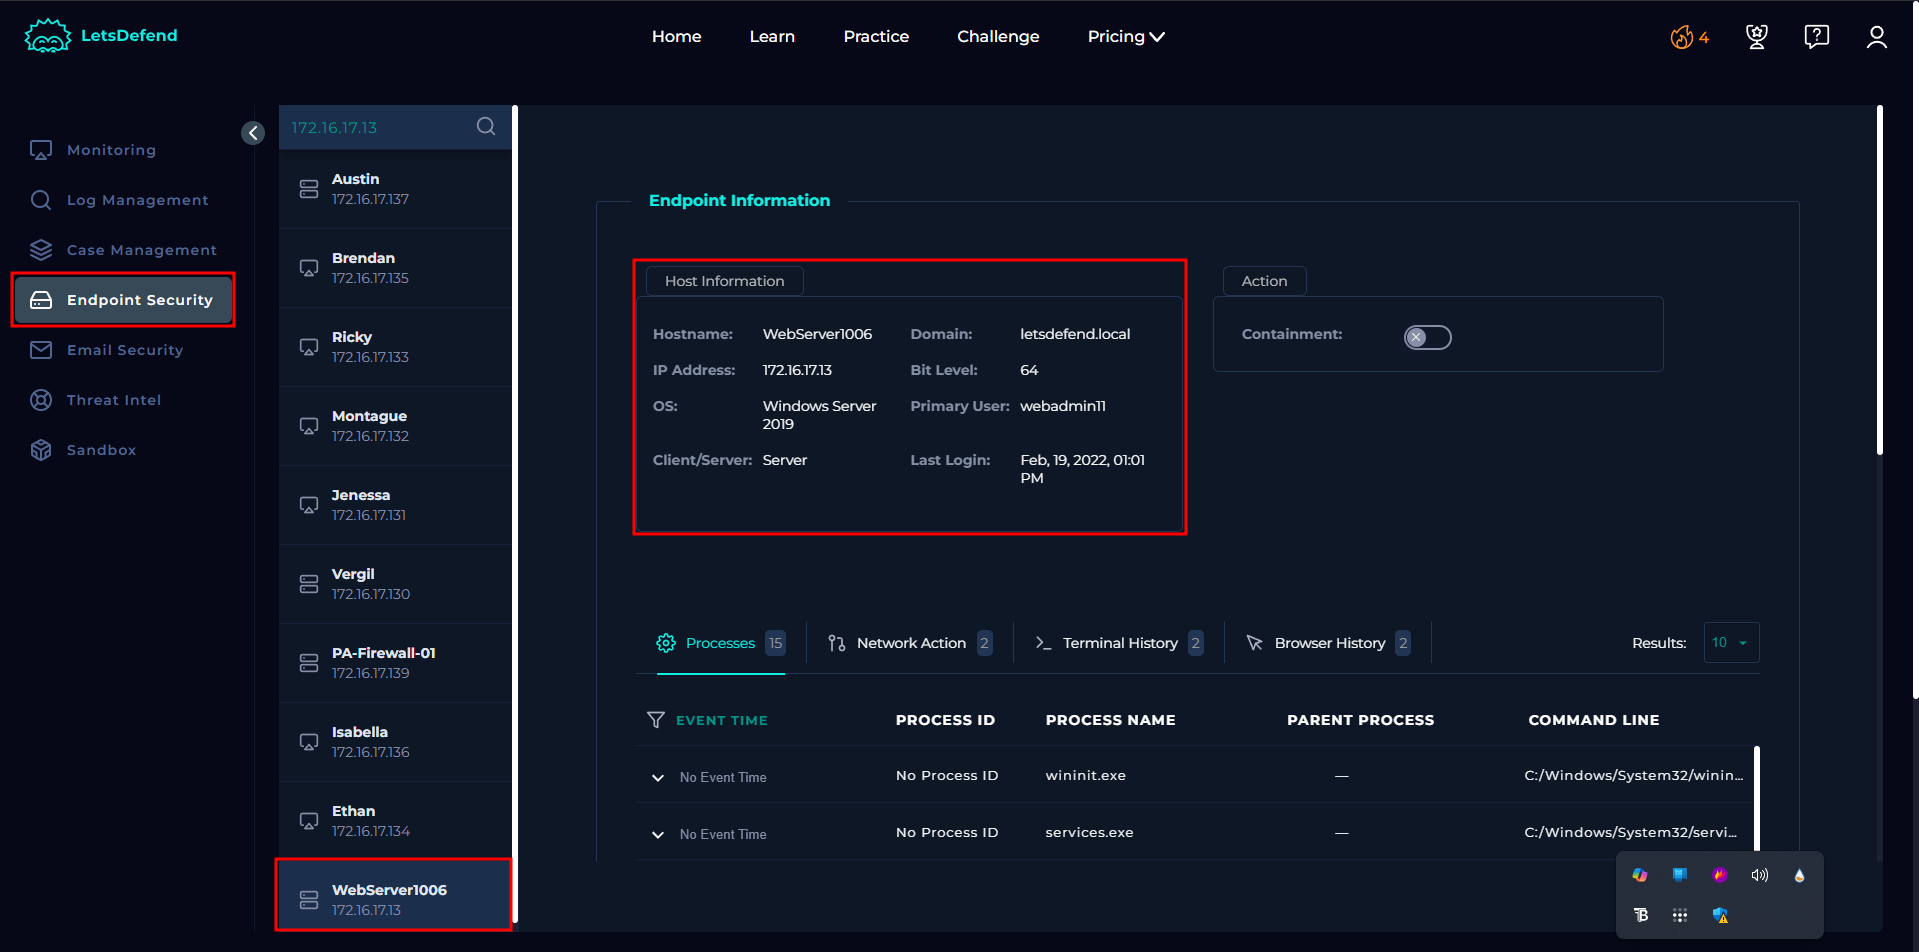 LetsDefend
Home
Learn
Practice
Challenge
Pricing
4
Monitoring
Log Management
Case Management
Endpoint Security
Email Security
Threat Intel
Sandbox
172.16.17.13
Austin
172.16.17.137
Brendan
172.16.17.135
Ricky
172.16.17.133
Montague
172.16.17.132
Jenessa
172.16.17.131
Vergil
172.16.17.130
PA-Firewall-01
172.16.17.139
Isabella
172.16.17.136
Ethan
172.16.17.134
WebServer1006
172.16.17.13
Endpoint Information
Host Information
Hostname: WebServer1006 Domain: letsdefend.local
IP Address: 172.16.17.13 Bit Level: 64
OS: Windows Server 2019 Primary User: webadmin11
Client/Server: Server Last Login: Feb, 19, 2022, 01:01 PM
Action
Containment:
Processes 15
Network Action 2
Terminal History 2
Browser History 2
Results: 10
EVENT TIME PROCESS ID PROCESS NAME PARENT PROCESS COMMAND LINE
No Event Time No Process ID wininit.exe — C:/Windows/System32/winin...
No Event Time No Process ID services.exe — C:/Windows/System32/servi...